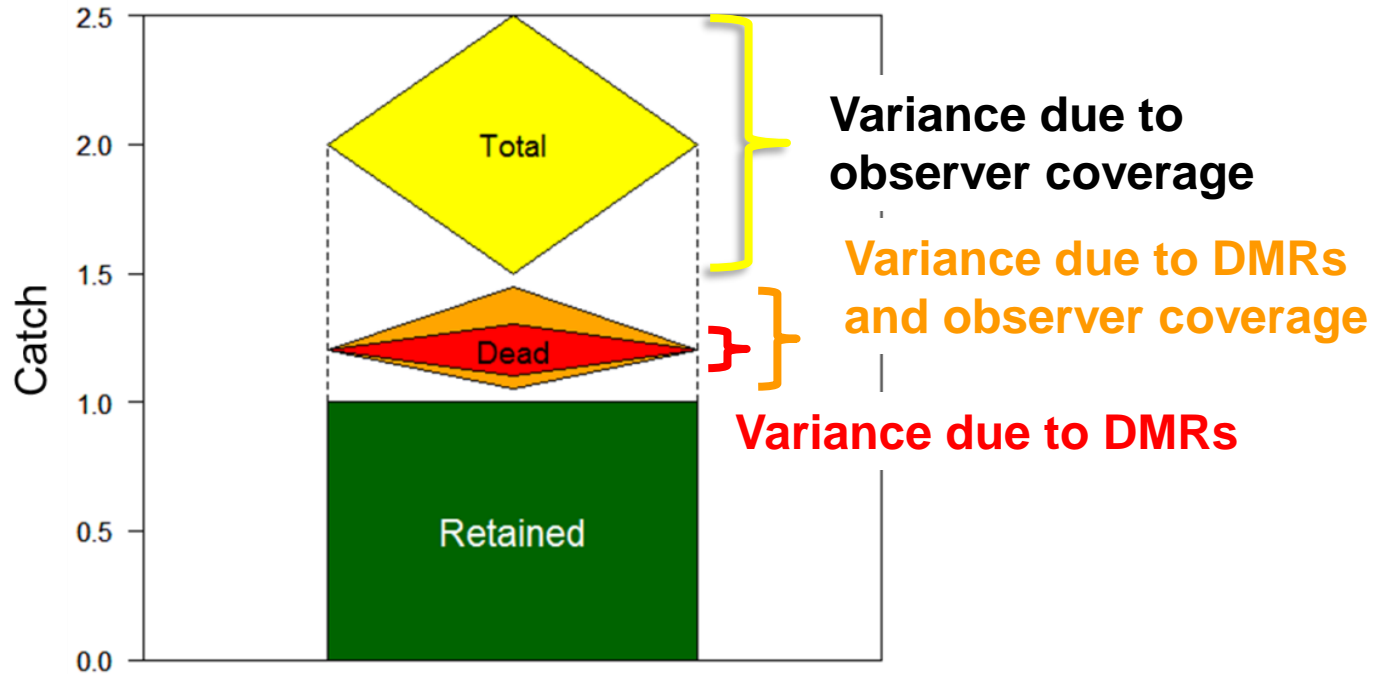 2.5
2.0
1.5
1.0
0.5
0.0
Catch
Total
Dead
Retained
Variance due to
observer coverage
Variance due to DMRs
and observer coverage
Variance due to DMRs